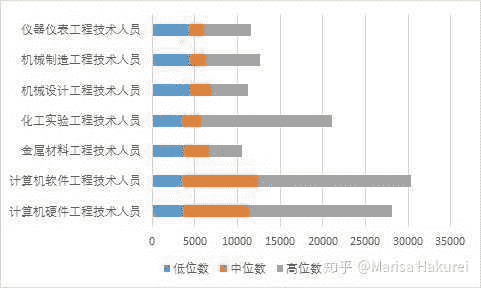 仪器仪表工程技术人员
机械制造工程技术人员
机械设计工程技术人员
化工实验工程技术人员
金属材料工程技术人员
计算机软件工程技术人员
计算机硬件工程技术人员
0 5000 10000 15000 20000 25000 30000 35000
低位数 中位数 高位数
知乎 @Marisa Hakurei